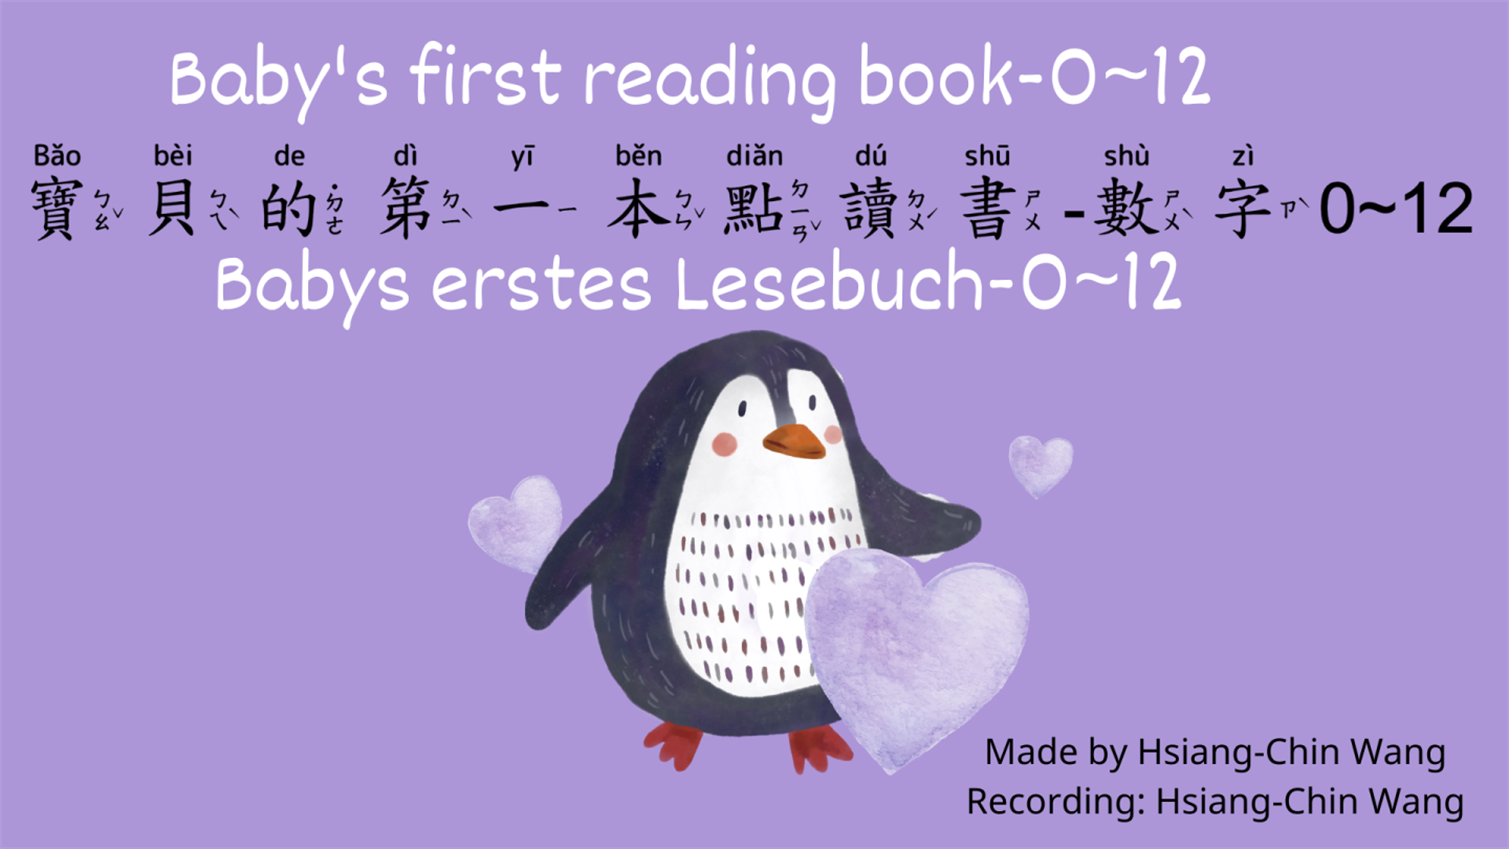 Baby's first reading book-0~12
Bǎo bèi de dì yī běn diǎn dú shū shù zì
寶ㄅㄠˇ 貝ㄅㄟˋ 的˙ㄉㄜ 第ㄉㄧˋ 一ㄧ 本ㄅㄣˇ 點ㄉㄧㄢˇ 讀ㄉㄨˊ 書ㄕㄨ -數ㄕㄨˋ 字ㄗˋ 0~12
Babys erstes Lesebuch-0~12
Made by Hsiang-Chin Wang
Recording: Hsiang-Chin Wang